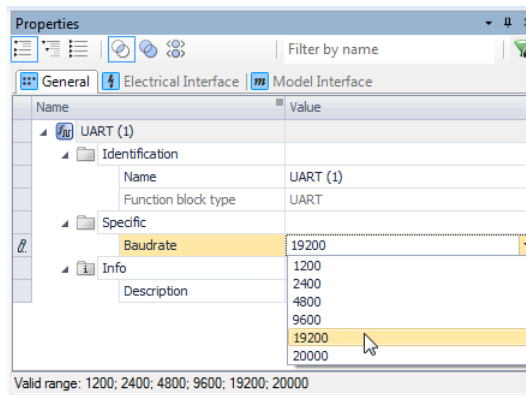 Properties
Filter by name
General Electrical Interface m Model Interface
Name Value
UART (1)
Identification
Name UART (1)
Function block type UART
Specific
Baudrate 19200
1200
Info
2400
Description
4800
9600
19200
20000
Valid range: 1200; 2400; 4800; 9600; 19200; 20000